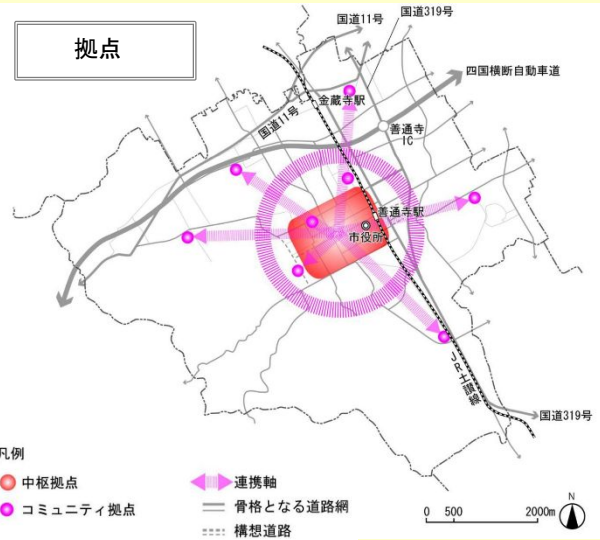 拠点
国道11号
国道319号
四国横断自動車道
金蔵寺駅
国道11号
善通寺
IC
善通寺駅
市役所
JR土讃線
国道319号
凡例
中枢拠点
連携軸
コミュニティ拠点
骨格となる道路網
構想道路
0 500 2000m
N